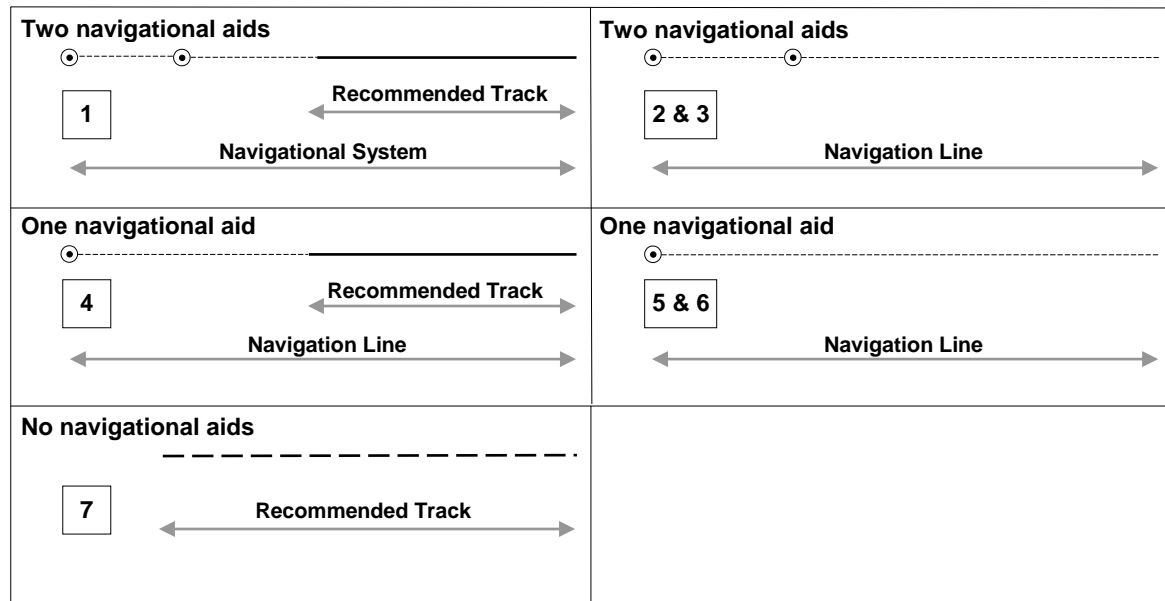 Two navigational aids
Recommended Track
1
Navigational System
Two navigational aids
2 & 3
Navigation Line
One navigational aid
Recommended Track
4
Navigation Line
One navigational aid
5 & 6
Navigation Line
No navigational aids
7
Recommended Track